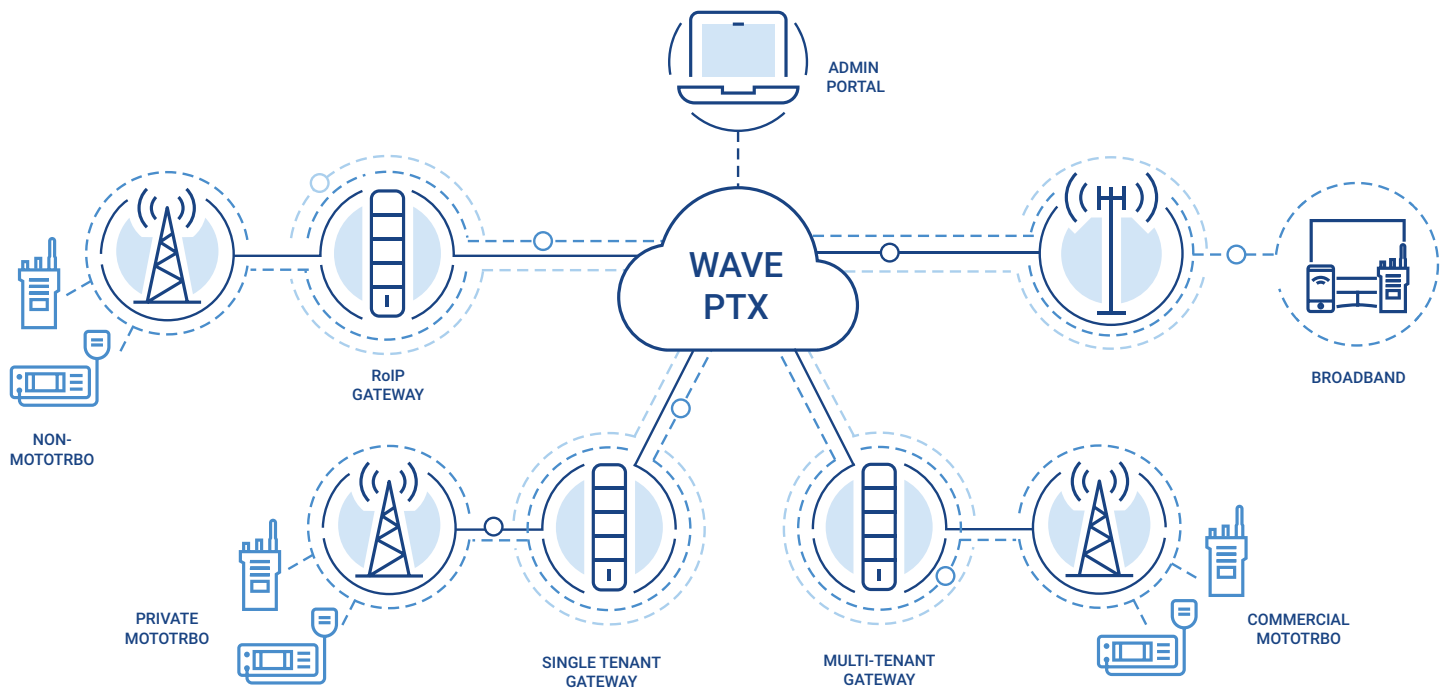 ADMIN
PORTAL
WAVE
PTX
RoIP
GATEWAY
BROADBAND
NON-
MOTOTRBO
PRIVATE
MOTOTRBO
SINGLE TENANT
GATEWAY
MULTI-TENANT
GATEWAY
COMMERCIAL
MOTOTRBO